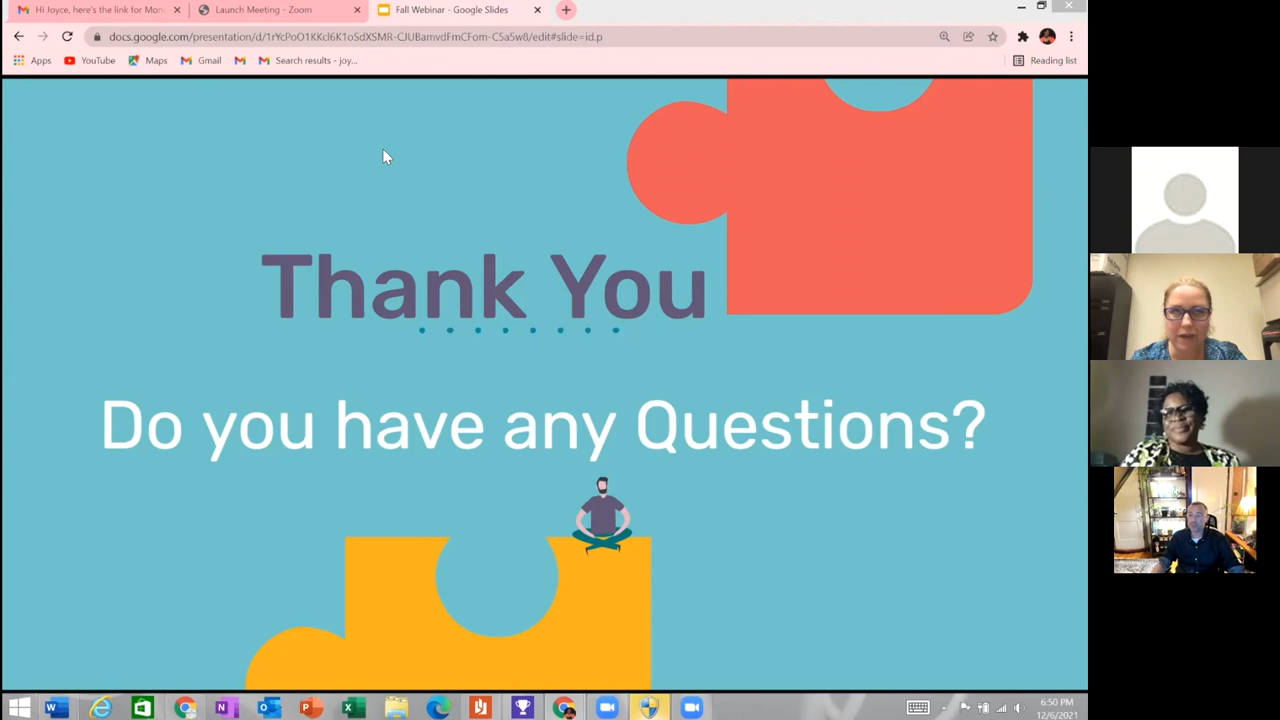 Hi Joyce, here's the link for Mon
Launch Meeting - Zoom
Fall Webinar - Google Slides
docs.google.com/presentation/d/1rYcPoO1KKcl6K1oSdXSMR-CJUBamvdFmCFom-C5a5w8/edit#slide=id.p
Apps
YouTube
Maps
Gmail
Search results - joy...
Reading list
Thank You
Do you have any Questions?
6:50 PM
12/6/2021